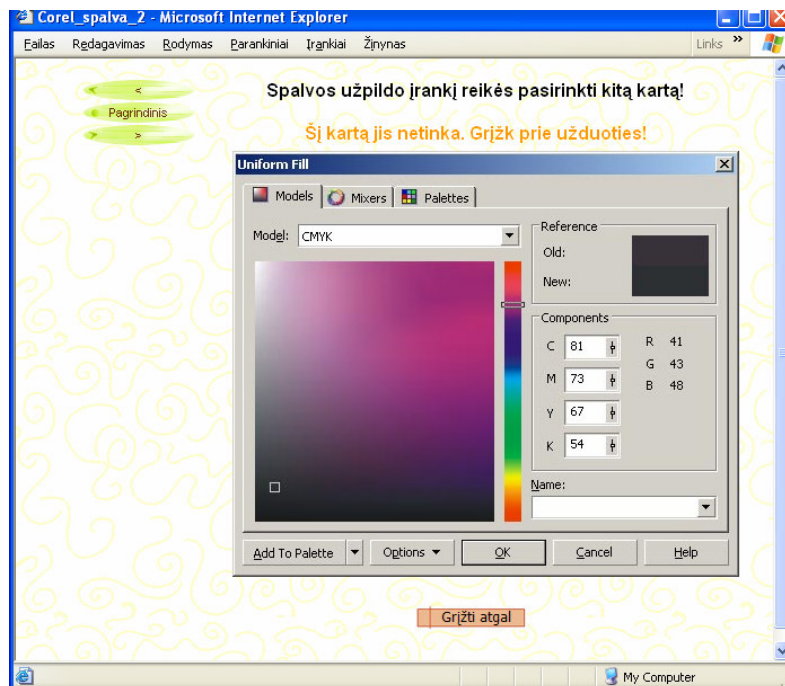 Corel_spalva_2 - Microsoft Internet Explorer
Failas Redagavimas Rodymas Parankiniai Irankiai Žinynas Links »
<
Pagrindinis
>
Spalvos užpildo įrankį reikės pasirinkti kitą kartą!
Šį kartą jis netinka. Grįžk prie užduoties!
Uniform Fill
Models Mixers Palettes
Model: CMYK
Reference
Old:
New:
Components
C 81 R 41
G 43
M 73 B 48
Y 67
K 54
Name:
Add To Palette Options OK Cancel Help
Grįžti atgal
My Computer